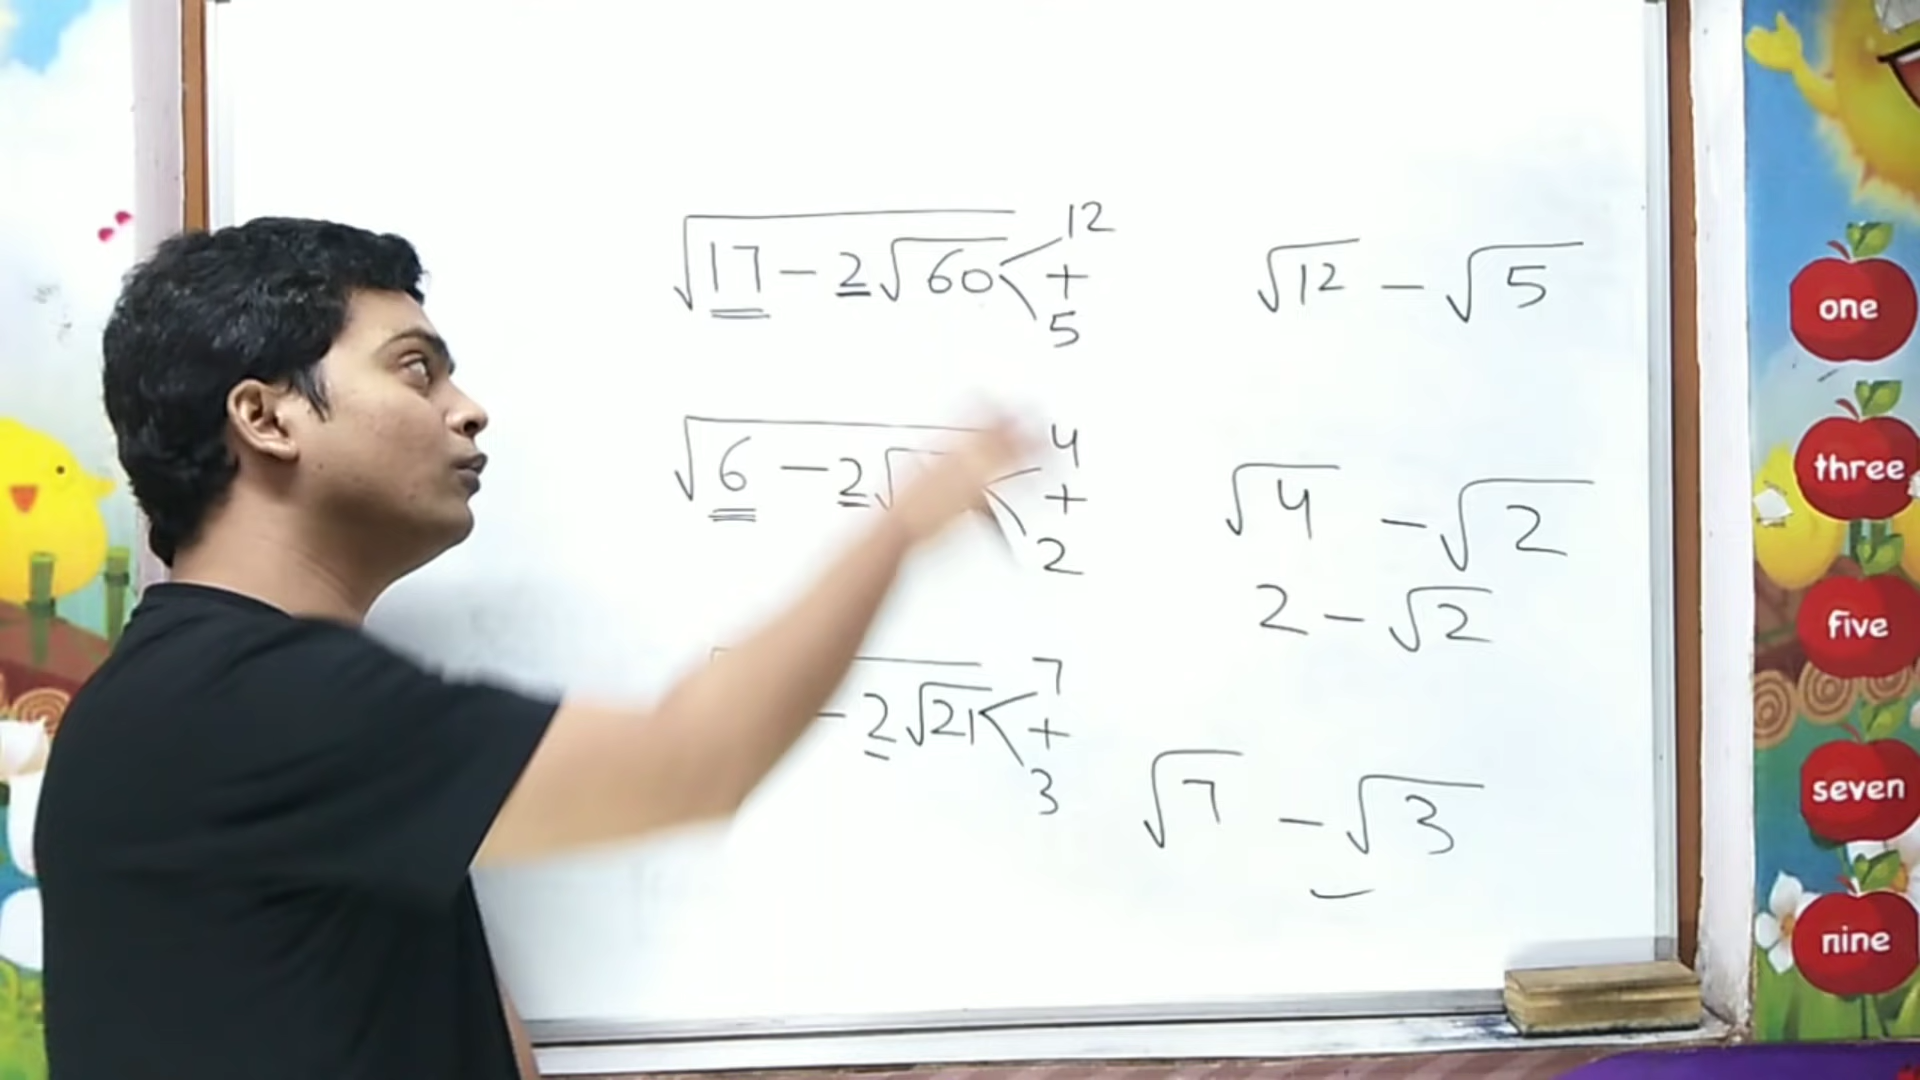 √17 − 2√60 < 12 + 5 √12 − √5
√6 − 2√ < 4 + 2 √4 − √2
2 − √2
− 2√21 < 7 + 3 √7 − √3
one
three
five
seven
nine